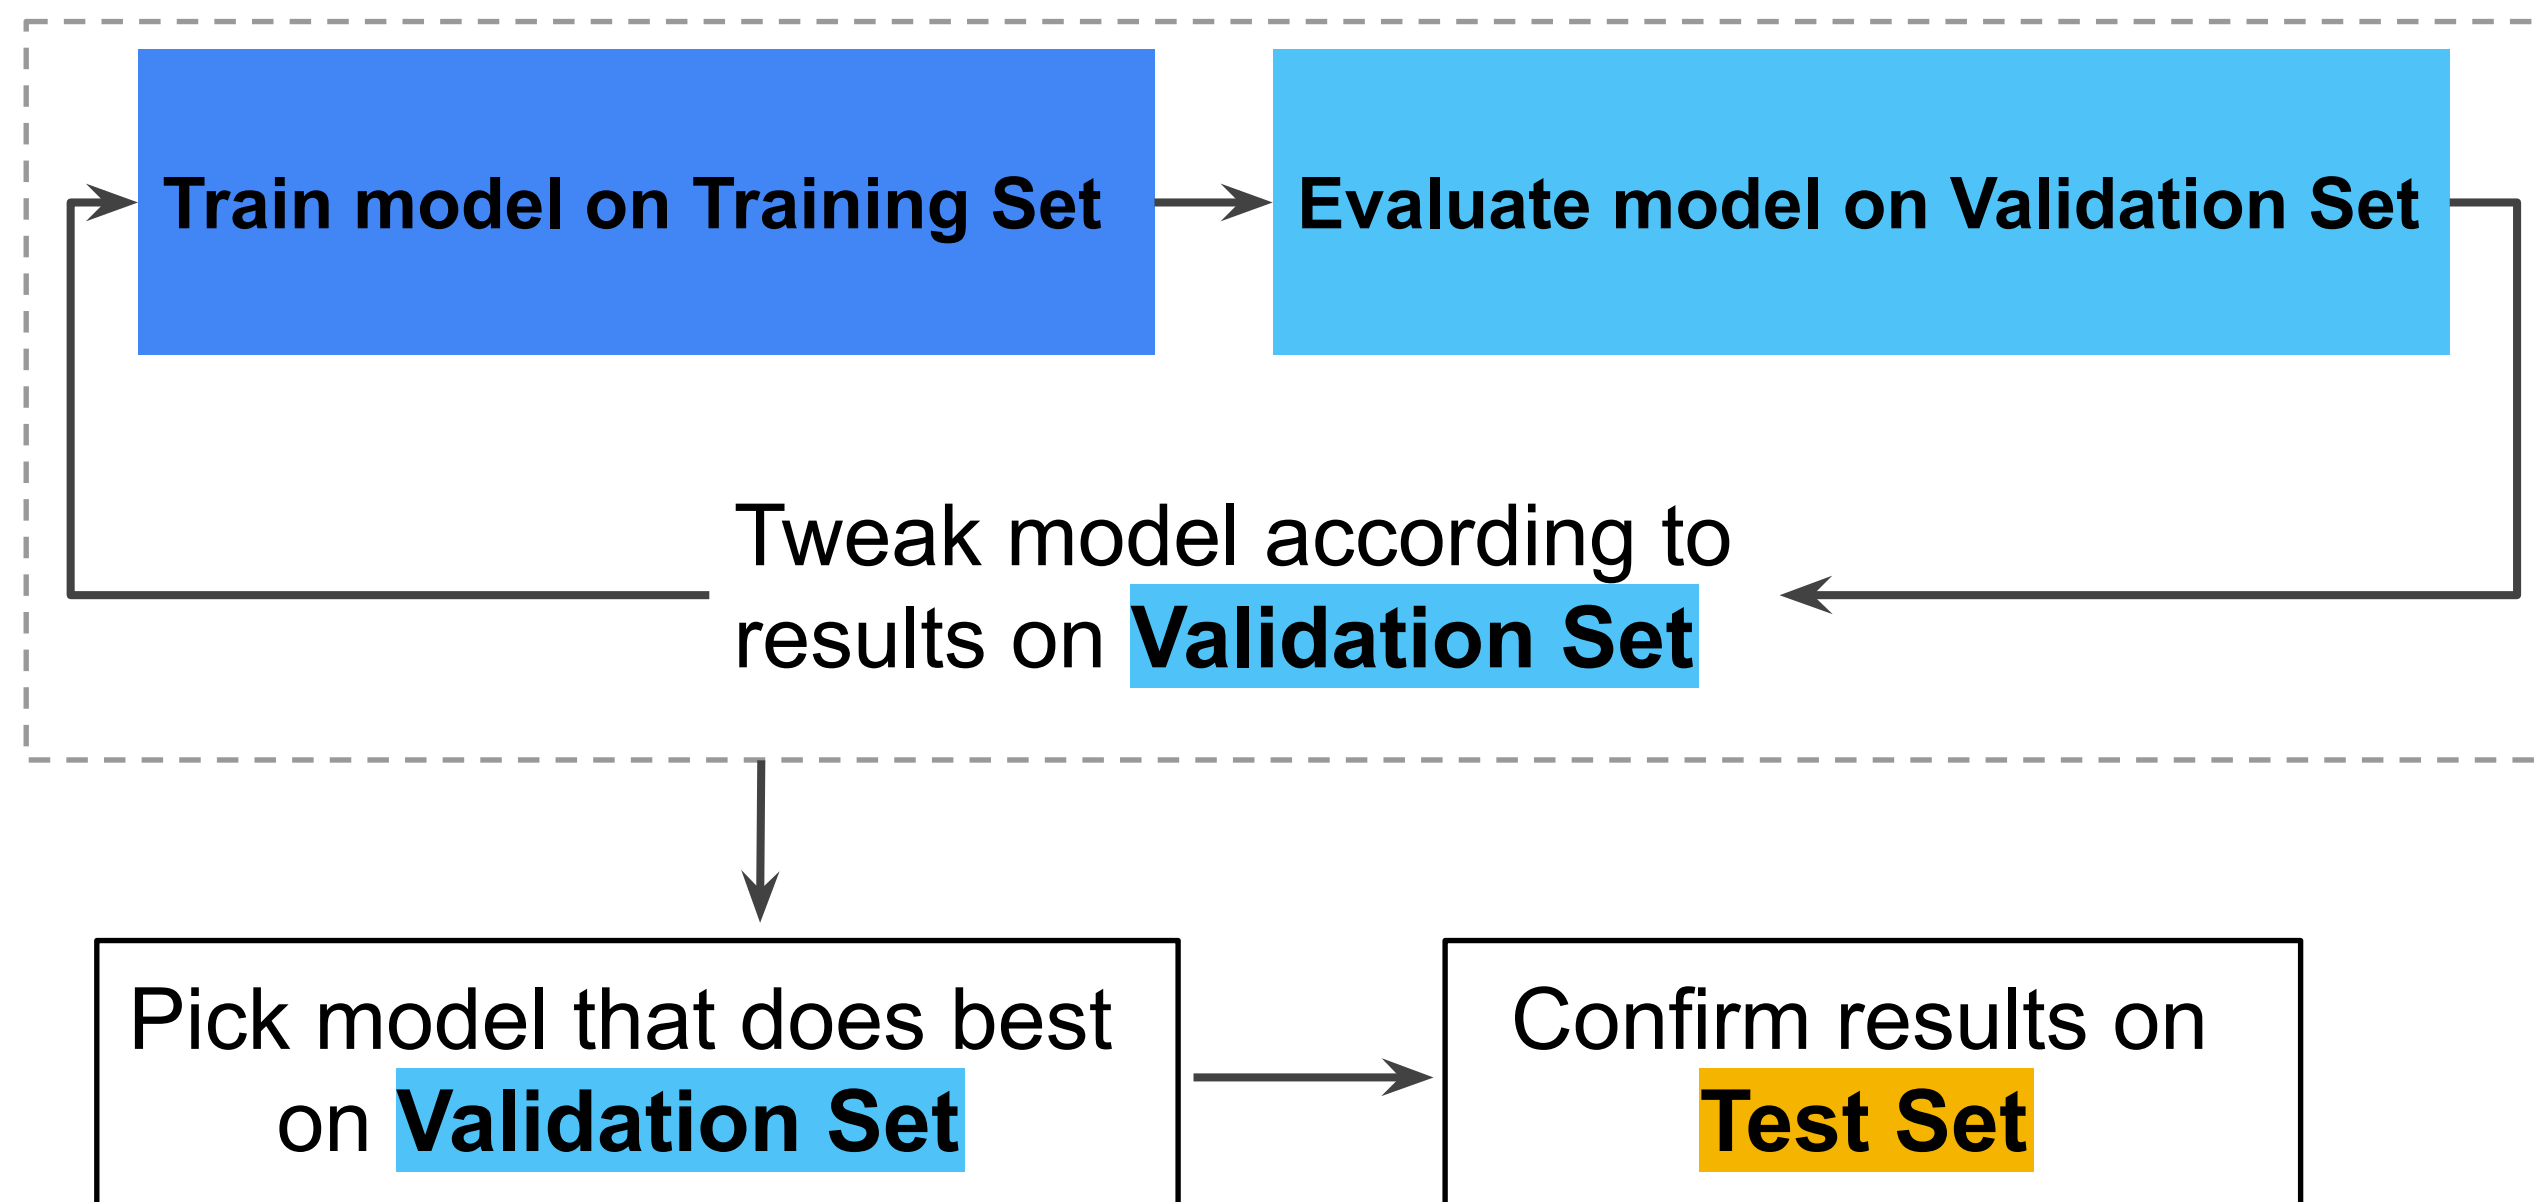 Train model on Training Set
Evaluate model on Validation Set
Tweak model according to
results on Validation Set
Pick model that does best
on Validation Set
Confirm results on
Test Set